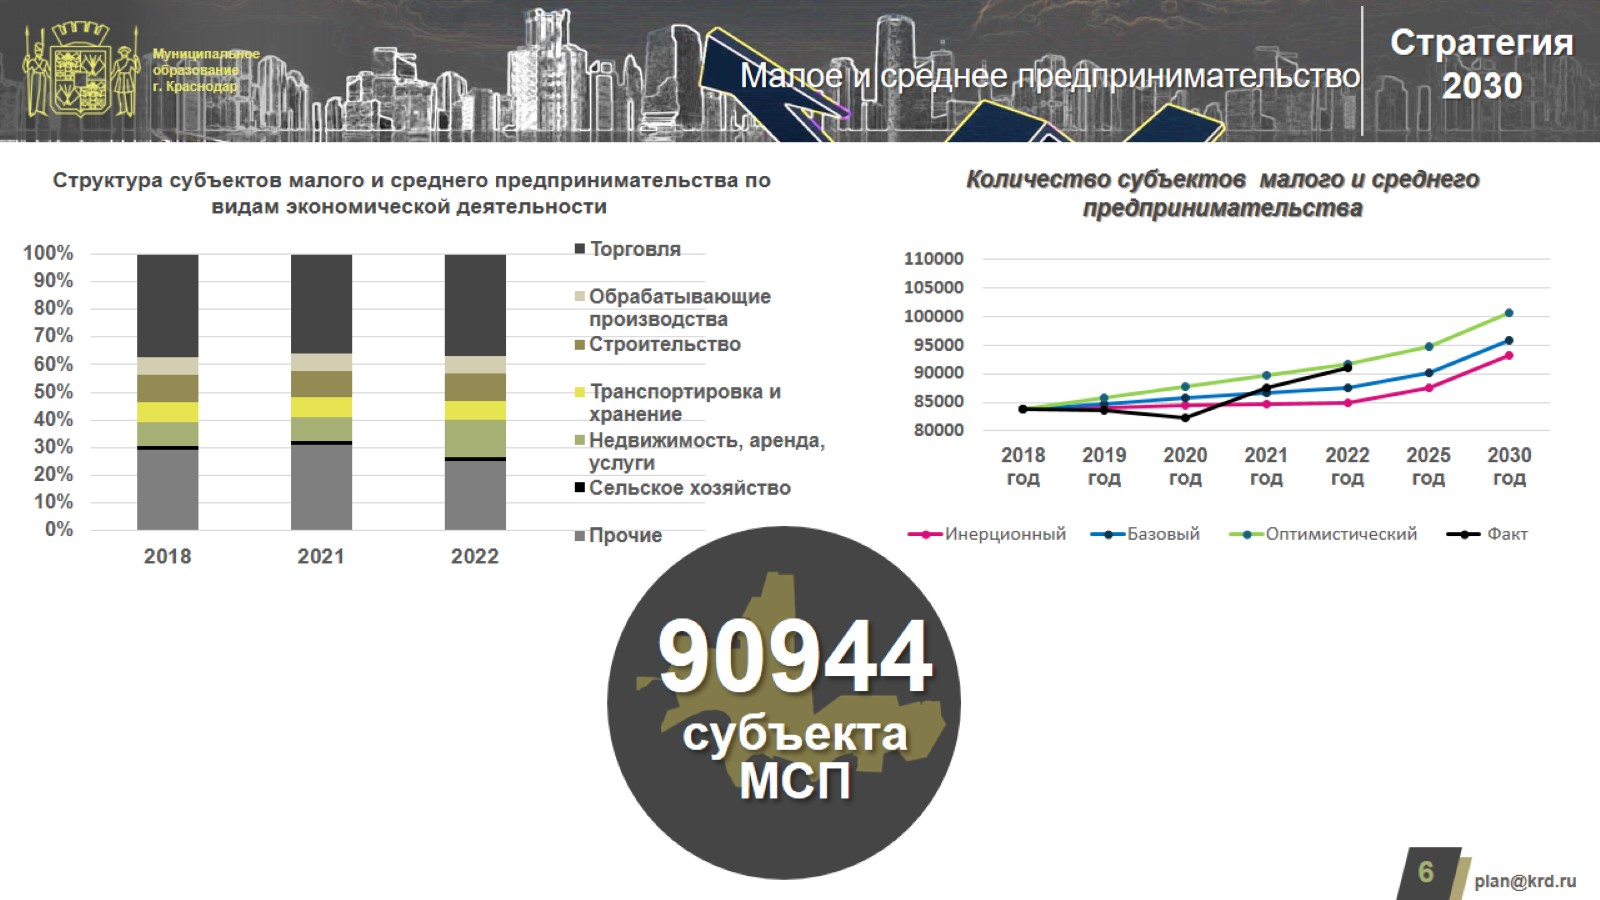 Муниципальное
образование
г. Краснодар
Малое и среднее предпринимательство
Стратегия
2030
Структура субъектов малого и среднего предпринимательства по
видам экономической деятельности
100%
90%
80%
70%
60%
50%
40%
30%
20%
10%
0%
2018
2021
2022
Торговля
Обрабатывающие
производства
Строительство
Транспортировка и
хранение
Недвижимость, аренда,
услуги
Сельское хозяйство
Прочие
Количество субъектов малого и среднего
предпринимательства
110000
105000
100000
95000
90000
85000
80000
2018 2019 2020 2021 2022 2025 2030
год год год год год год год
Инерционный Базовый Оптимистический Факт
90944
субъекта
МСП
6
plan@krd.ru